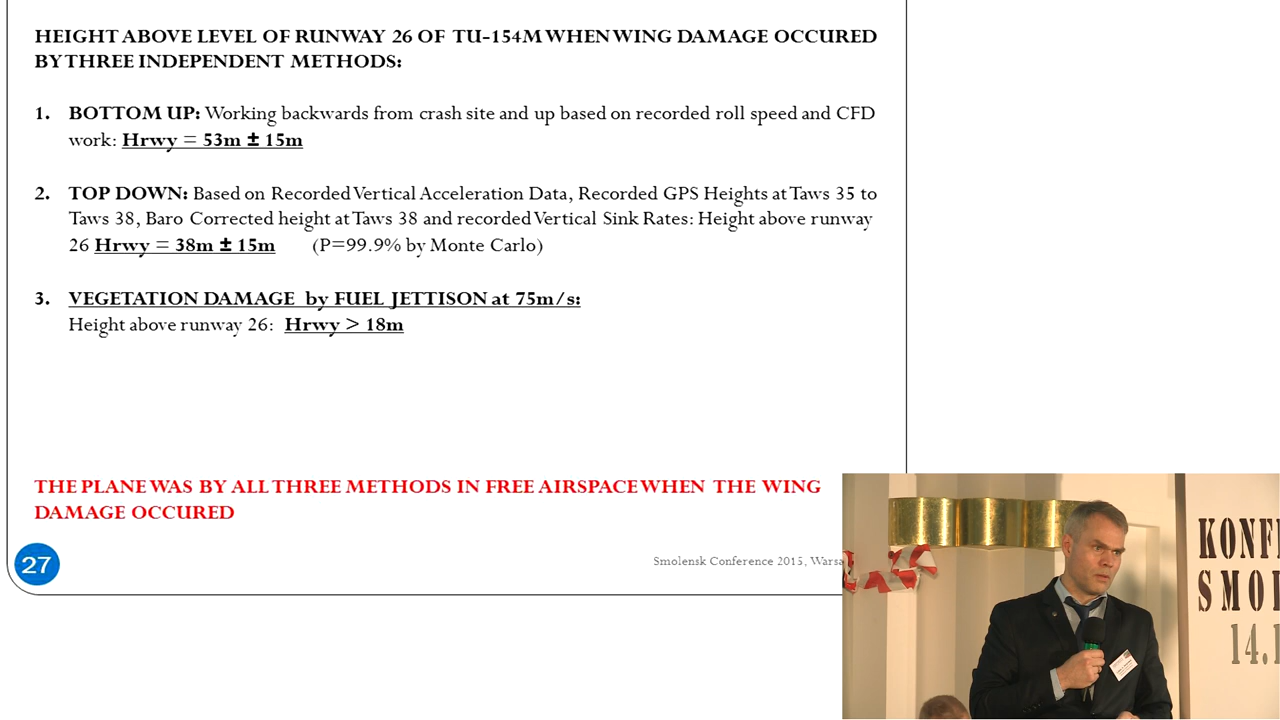 HEIGHT ABOVE LEVEL OF RUNWAY 26 OF TU-154M WHEN WING DAMAGE OCCURED
BY THREE INDEPENDENT METHODS:
1. BOTTOM UP: Working backwards from crash site and up based on recorded roll speed and CFD
work: Hrwy = 53m ± 15m
2. TOP DOWN: Based on Recorded Vertical Acceleration Data, Recorded GPS Heights at Taws 35 to
Taws 38, Baro Corrected height at Taws 38 and recorded Vertical Sink Rates: Height above runway
26 Hrwy = 38m ± 15m (P=99.9% by Monte Carlo)
3. VEGETATION DAMAGE by FUEL JETTISON at 75m/s:
Height above runway 26: Hrwy > 18m
THE PLANE WAS BY ALL THREE METHODS IN FREE AIRSPACE WHEN THE WING
DAMAGE OCCURED
27
Smolensk Conference 2015, Warsa
KONF
SMO
14.1